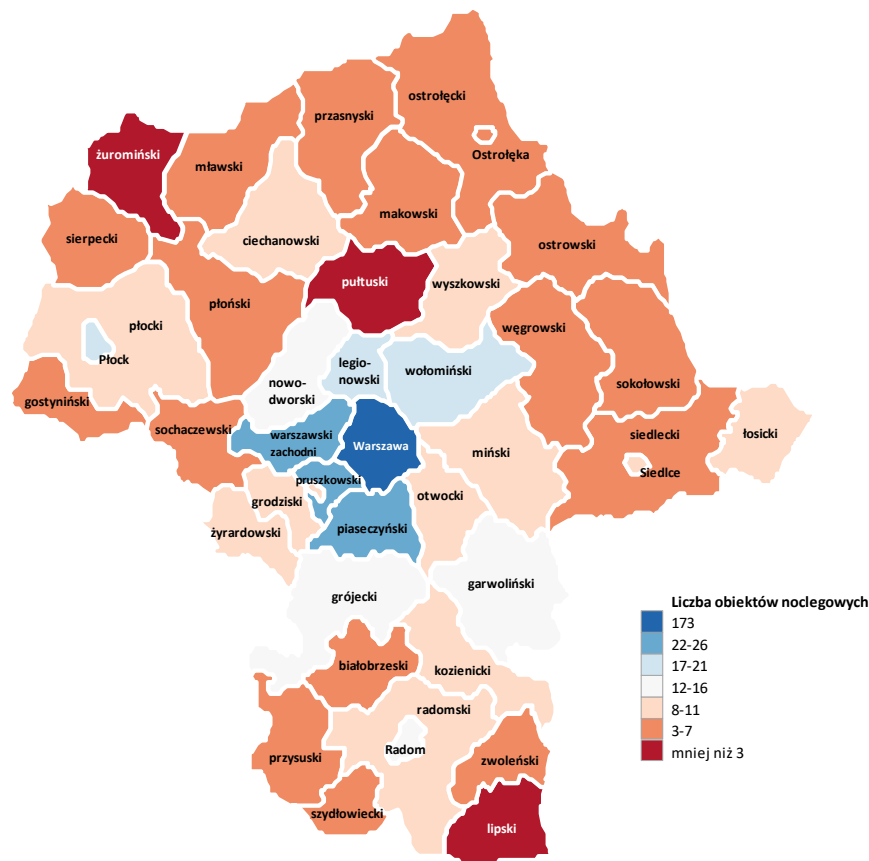 ostrołęcki
przasnyski
żuromiński
mławski
Ostrołęka
makowski
sierpecki
ciechanowski
ostrowski
pułtuski
wyszkowski
płoński
płocki
węgrowski
Płock
legio-
nowski
wołomiński
nowo-
dworski
sokołowski
gostyniński
sochaczewski
warszawski
zachodni
Warszawa
siedlecki
łosicki
miński
Siedlce
pruszkowski
grodziski
otwocki
żyrardowski
piaseczyński
garwoliński
grójecki
Liczba obiektów noclegowych
173
22-26
17-21
12-16
8-11
3-7
mniej niż 3
białobrzeski
kozienicki
radomski
Radom
przysuski
zwoleński
szydłowiecki
lipski